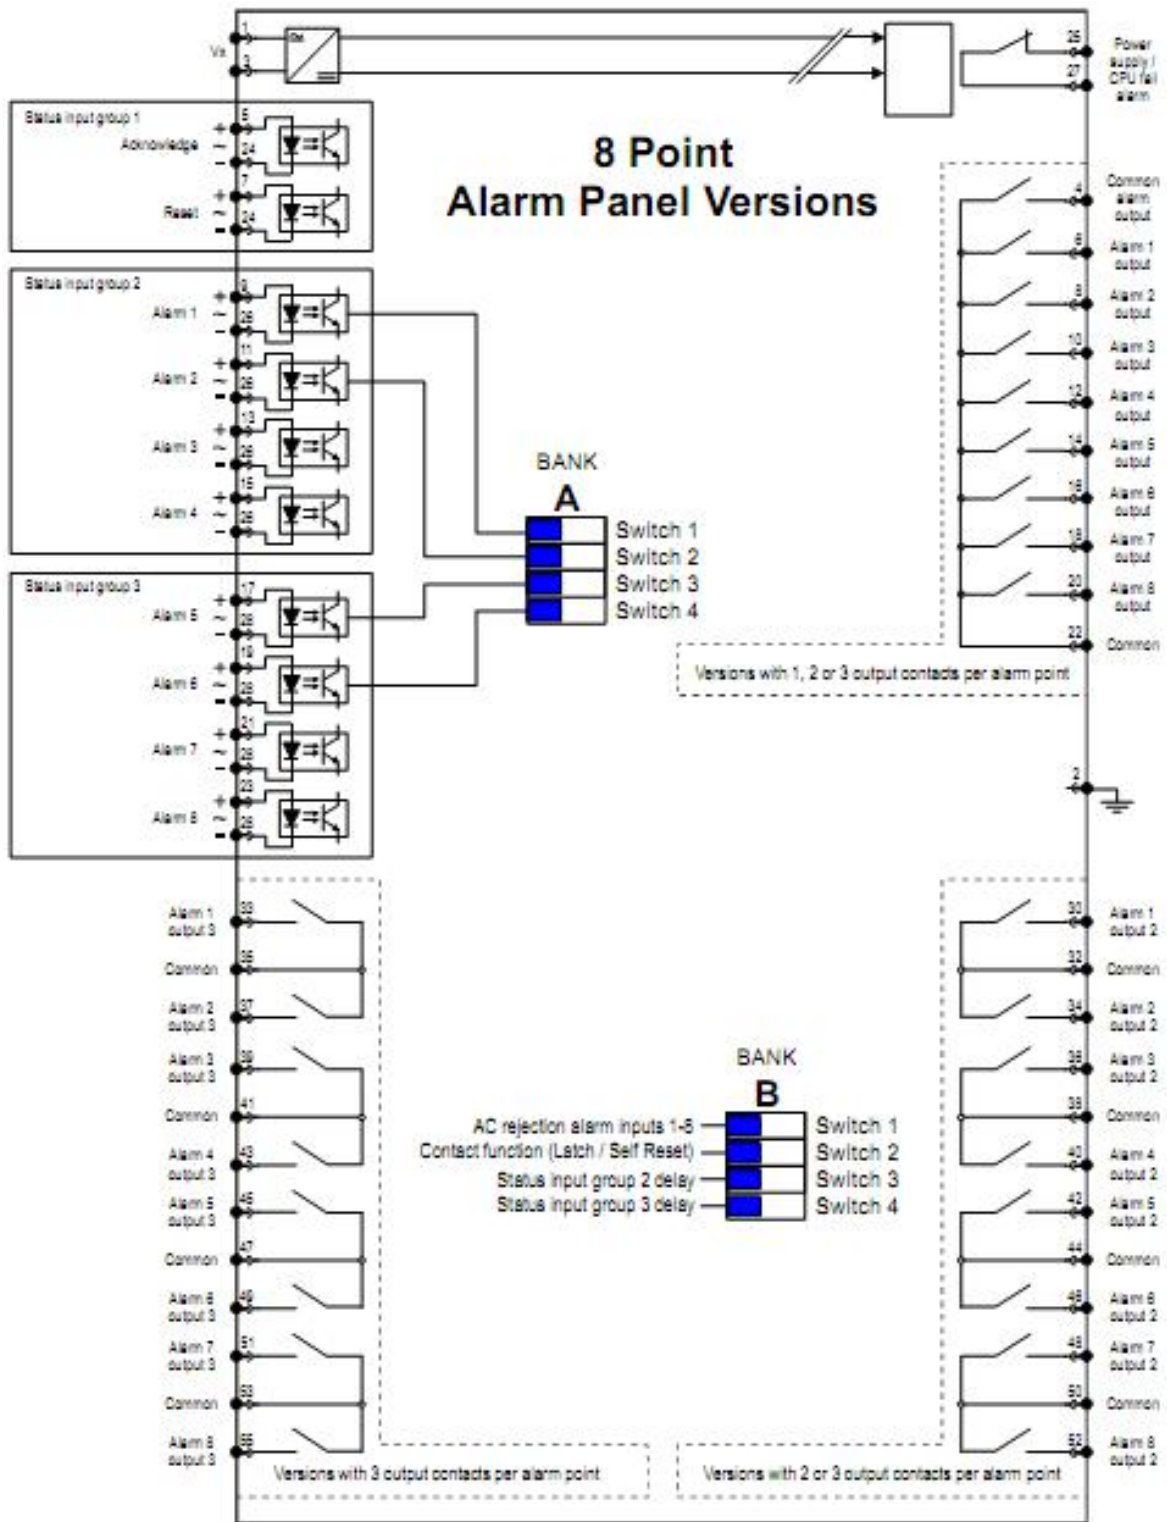 1
Vx
3
25
27
Power
supply /
CPU fail
alarm
Status input group 1
+ 5
Acknowledge ~
- 24
+ 7
Reset ~
- 24
8 Point
Alarm Panel Versions
4 Common
alarm
output
6 Alarm 1
output
8 Alarm 2
output
10 Alarm 3
output
12 Alarm 4
output
14 Alarm 5
output
16 Alarm 6
output
18 Alarm 7
output
20 Alarm 8
output
22 Common
Versions with 1, 2 or 3 output contacts per alarm point
Status input group 2
+ 9
Alarm 1 ~
- 26
+ 11
Alarm 2 ~
- 26
+ 13
Alarm 3 ~
- 26
+ 15
Alarm 4 ~
- 26
BANK
A
Switch 1
Switch 2
Switch 3
Switch 4
Status input group 3
+ 17
Alarm 5 ~
- 28
+ 19
Alarm 6 ~
- 28
+ 21
Alarm 7 ~
- 28
+ 23
Alarm 8 ~
- 28
2
Alarm 1
output 3
33
Common 35
Alarm 2
output 3
37
Alarm 3
output 3
39
Common 41
Alarm 4
output 3
43
Alarm 5
output 3
45
Common 47
Alarm 6
output 3
49
Alarm 7
output 3
51
Common 53
Alarm 8
output 3
55
Versions with 3 output contacts per alarm point
BANK
B
AC rejection alarm inputs 1-8 Switch 1
Contact function (Latch / Self Reset) Switch 2
Status input group 2 delay Switch 3
Status input group 3 delay Switch 4
30 Alarm 1
output 2
32 Common
34 Alarm 2
output 2
36 Alarm 3
output 2
38 Common
40 Alarm 4
output 2
42 Alarm 5
output 2
44 Common
46 Alarm 6
output 2
48 Alarm 7
output 2
50 Common
52 Alarm 8
output 2
Versions with 2 or 3 output contacts per alarm point